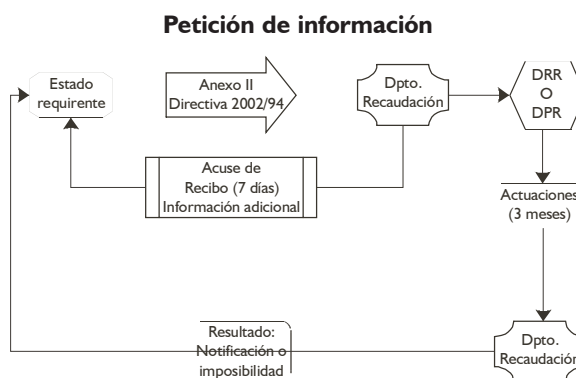 Petición de información
Estado
requirente
Anexo II
Directiva 2002/94
Dpto.
Recaudación
DRR
O
DPR
Acuse de
Recibo (7 días)
Información adicional
Actuaciones
(3 meses)
Resultado:
Notificación o
imposibilidad
Dpto.
Recaudación